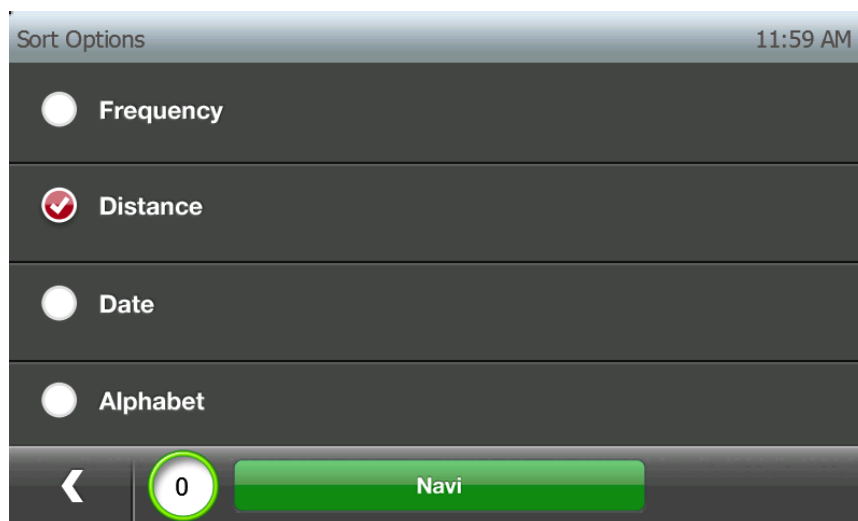 Sort Options 11:59 AM
Frequency
Distance
Date
Alphabet
0 Navi